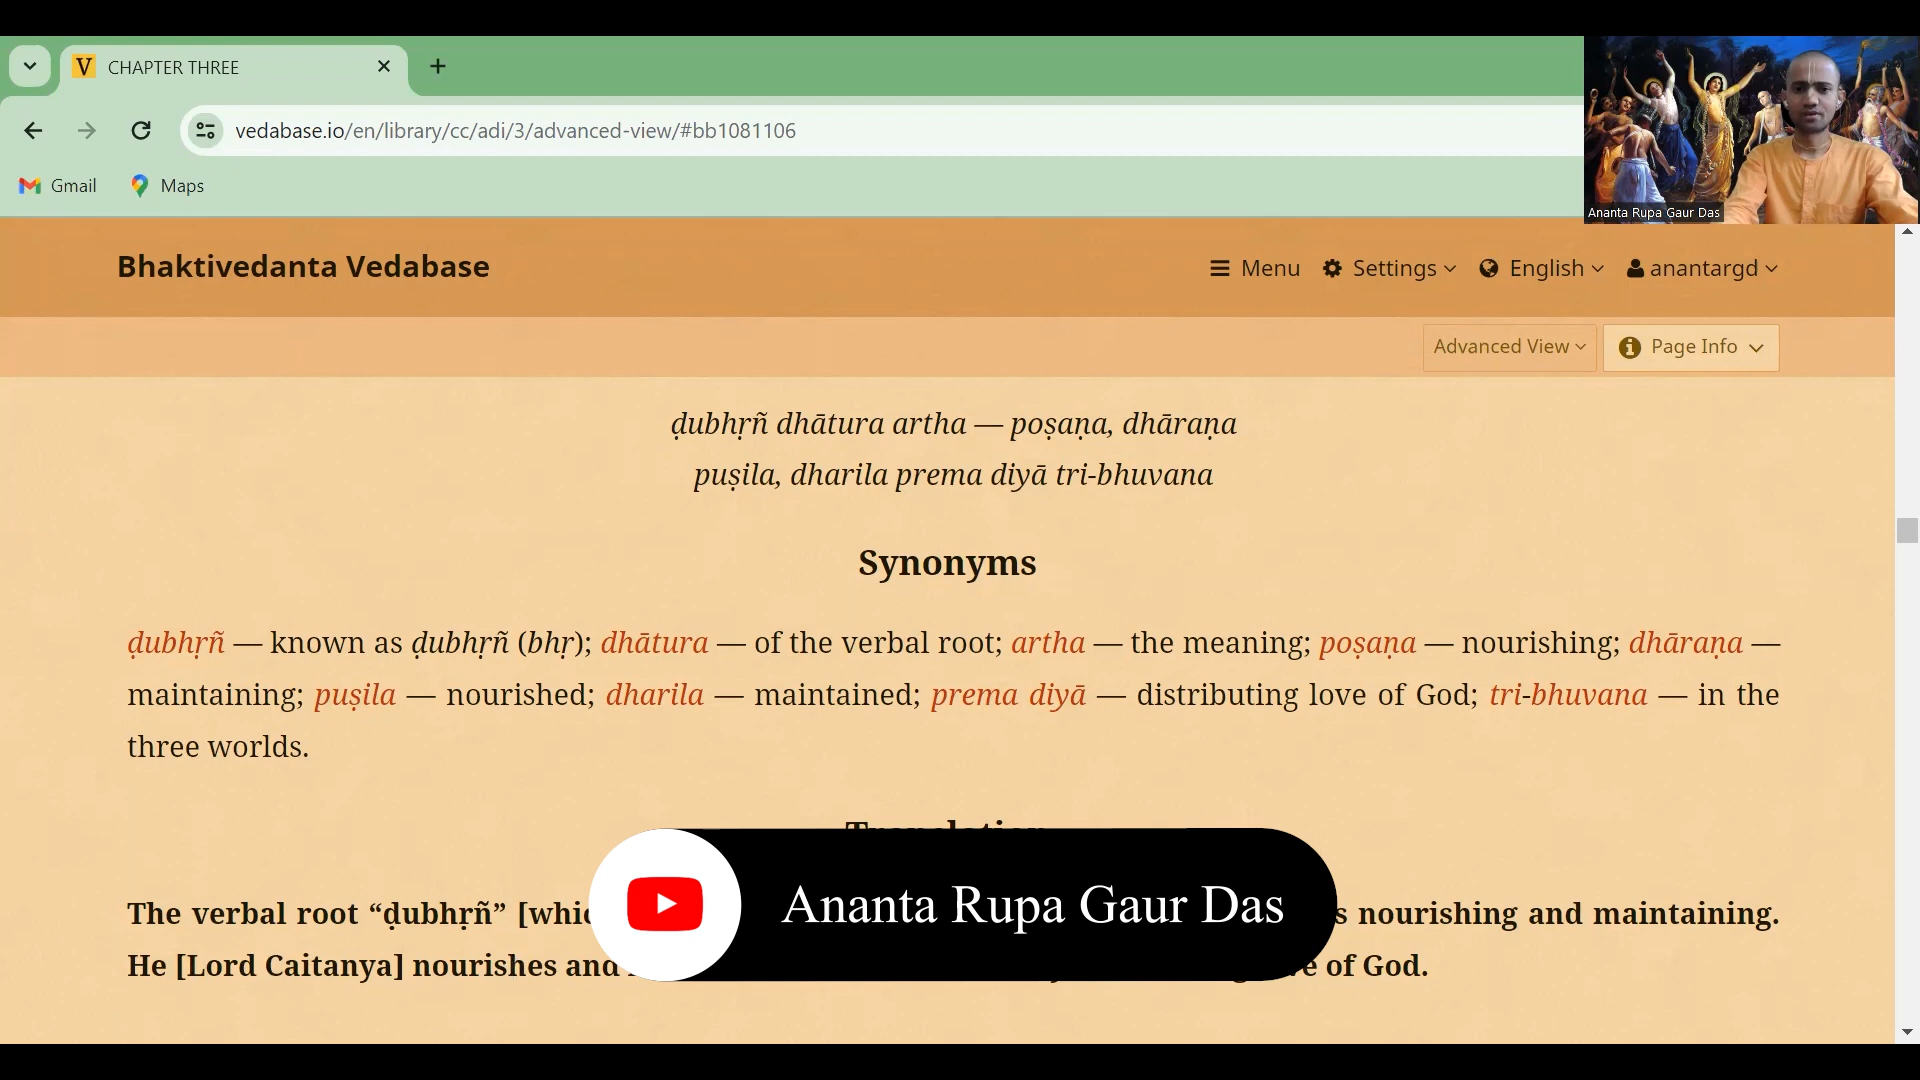 CHAPTER THREE
vedabase.io/en/library/cc/adi/3/advanced-view/#bb1081106
Gmail Maps
Ananta Rupa Gaur Das
Bhaktivedanta Vedabase
Menu Settings English anantargd
Advanced View Page Info
ḍubhṛñ dhātura artha — poṣaṇa, dhāraṇa
puṣila, dharila prema diyā tri-bhuvana
Synonyms
ḍubhṛñ — known as ḍubhṛñ (bhṛ); dhātura — of the verbal root; artha — the meaning; poṣaṇa — nourishing; dhāraṇa —
maintaining; puṣila — nourished; dharila — maintained; prema diyā — distributing love of God; tri-bhuvana — in the
three worlds.
The verbal root “ḍubhṛñ” nourishing and maintaining.
He [Lord Caitanya] nourishes and of God.
Ananta Rupa Gaur Das